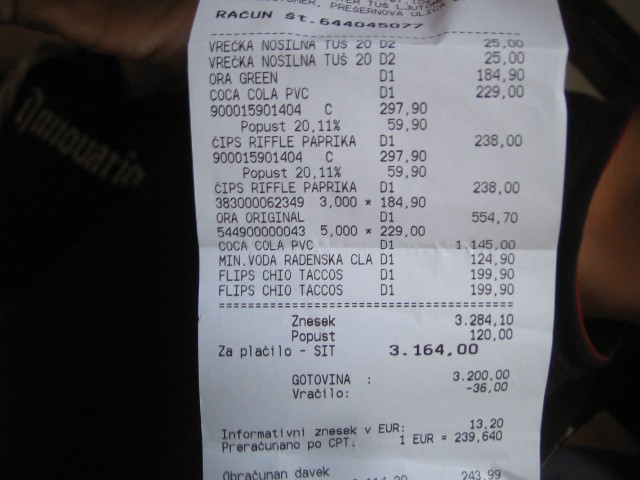 PREŠERNOVA
RAČUN št.644045077
VREČKA NOSILNA TUŠ 20 D2 25,00
VREČKA NOSILNA TUŠ 20 D2 25,00
ORA GREEN D1 184,90
COCA COLA PVC D1 229,00
900015901404 C 297,90
Popust 20,11% 59,90
ČIPS RIFFLE PAPRIKA D1 238,00
900015901404 C 297,90
Popust 20,11% 59,90
ČIPS RIFFLE PAPRIKA D1 238,00
383000062349 3,000 * 184,90
ORA ORIGINAL D1 554,70
544900000043 5,000 * 229,00
COCA COLA PVC D1 1.145,00
MIN.VODA RADENSKA CLA D1 124,90
FLIPS CHIO TACCOS D1 199,90
FLIPS CHIO TACCOS D1 199,90
Znesek 3.284,10
Popust 120,00
Za plačilo - SIT 3.164,00
GOTOVINA : 3.200,00
Vračilo: -36,00
Informativni znesek v EUR: 13,20
Preračunano po CPT. 1 EUR = 239,640
Obračunan davek
243,99